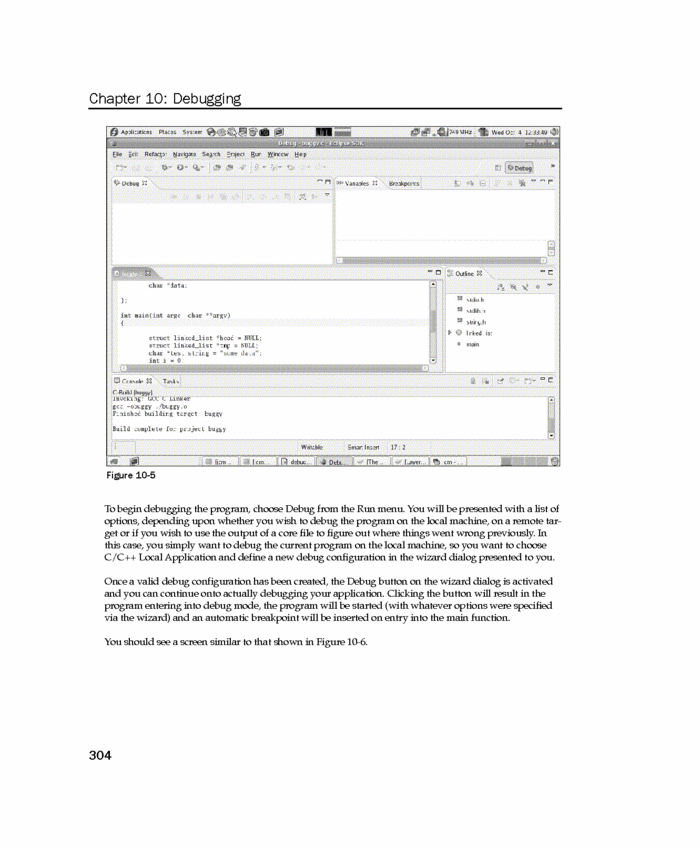 Chapter 10: Debugging
Applications Places System 749 MHz Wed Oct 4, 12:33:49
Debug - buggy.c - Eclipse SDK
File Edit Refactor Navigate Search Project Run Window Help
Debug
Debug Variables Breakpoints
buggy.c Outline
char *data;
};
int main(int argc, char **argv)
{
struct linked_list *head = NULL;
struct linked_list *tmp = NULL;
char *test_string = "some data";
int i = 0
stdio.h
stdlib.h
string.h
linked_list
main
Console Tasks
C-Build [buggy]
Invoking: GCC C Linker
gcc -obuggy ./buggy.o
Finished building target: buggy
Build complete for project buggy
Writable Smart Insert 17 : 2
Figure 10-5
To begin debugging the program, choose Debug from the Run menu. You will be presented with a list of
options, depending upon whether you wish to debug the program on the local machine, on a remote tar-
get or if you wish to use the output of a core file to figure out where things went wrong previously. In
this case, you simply want to debug the current program on the local machine, so you want to choose
C/C++ Local Application and define a new debug configuration in the wizard dialog presented to you.
Once a valid debug configuration has been created, the Debug button on the wizard dialog is activated
and you can continue onto actually debugging your application. Clicking the button will result in the
program entering into debug mode, the program will be started (with whatever options were specified
via the wizard) and an automatic breakpoint will be inserted on entry into the main function.
You should see a screen similar to that shown in Figure 10-6.
304